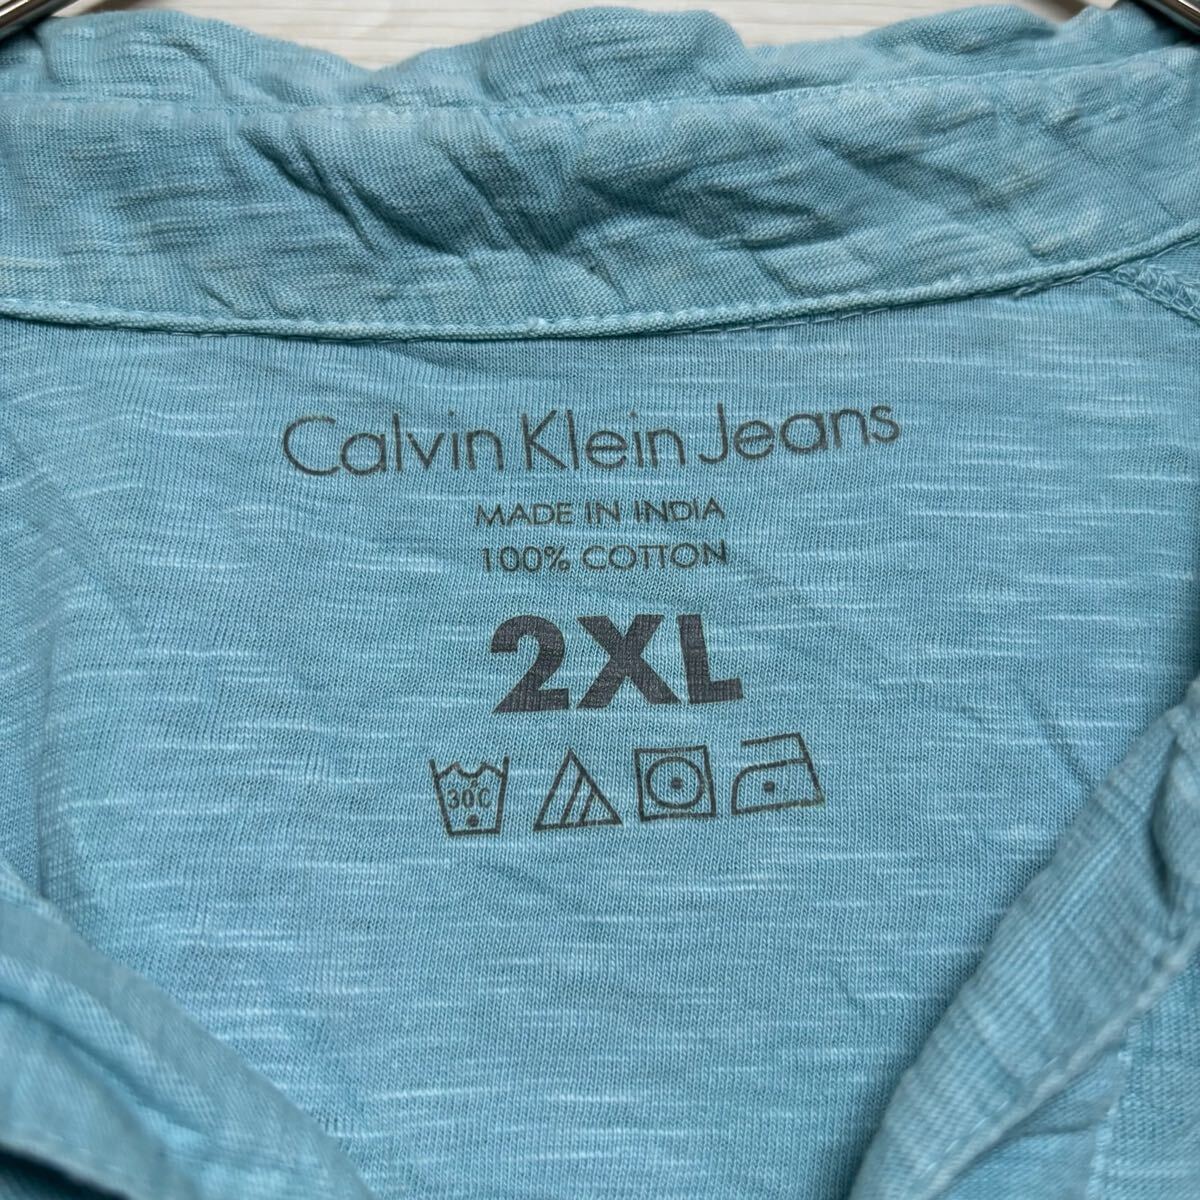 Calvin Klein Jeans
MADE IN INDIA
100% COTTON
2XL
30°C